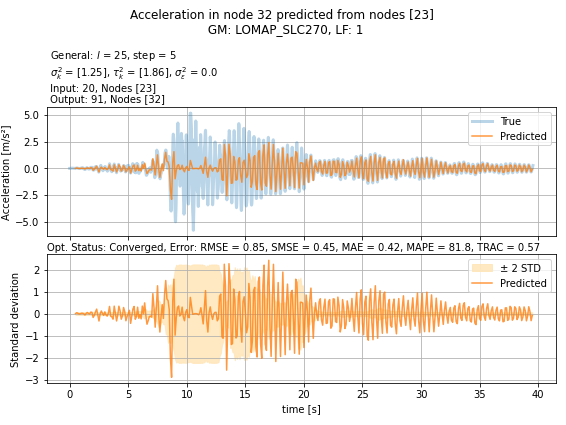 Acceleration in node 32 predicted from nodes [23]
GM: LOMAP_SLC270, LF: 1
General: l = 25, step = 5
σ²ₖ = [1.25], τ²ₖ = [1.86], σ²ε = 0.0
Input: 20, Nodes [23]
Output: 91, Nodes [32]
Acceleration [m/s²]
5.0
2.5
0.0
−2.5
−5.0
True
Predicted
Opt. Status: Converged, Error: RMSE = 0.85, SMSE = 0.45, MAE = 0.42, MAPE = 81.8, TRAC = 0.57
Standard deviation
2
1
0
−1
−2
−3
± 2 STD
Predicted
0 5 10 15 20 25 30 35 40
time [s]